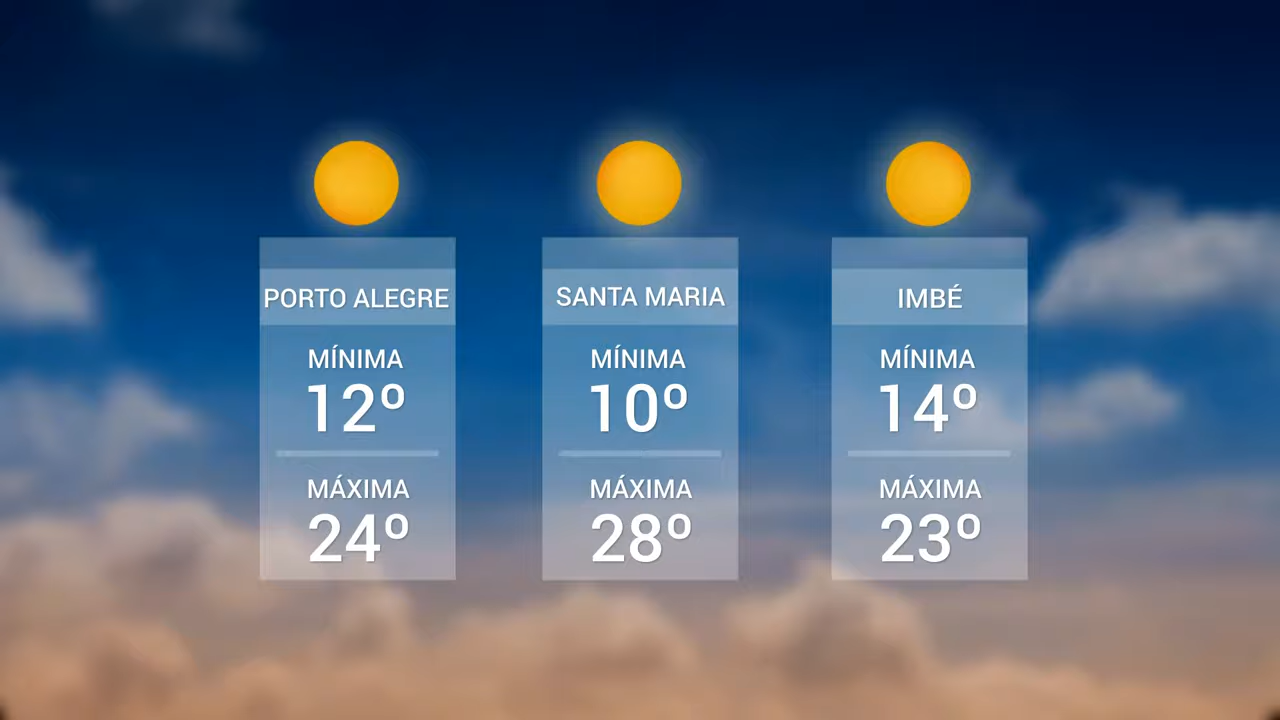 PORTO ALEGRE
MÍNIMA
12º
MÁXIMA
24º
SANTA MARIA
MÍNIMA
10º
MÁXIMA
28º
IMBÉ
MÍNIMA
14º
MÁXIMA
23º